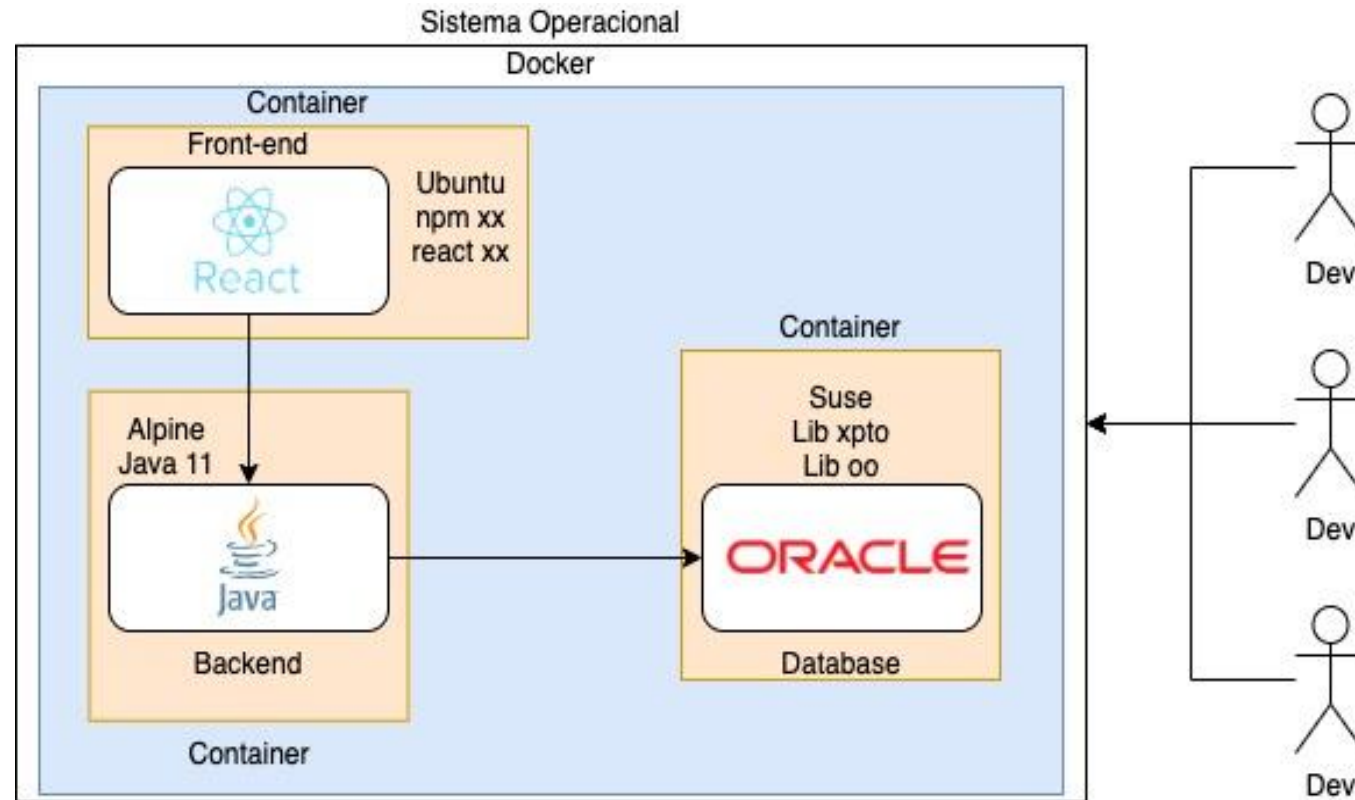 Sistema Operacional
Docker
Container
Front-end
React
Ubuntu
npm xx
react xx
Alpine
Java 11
Java
Backend
Container
Container
Suse
Lib xpto
Lib oo
ORACLE
Database
Dev
Dev
Dev